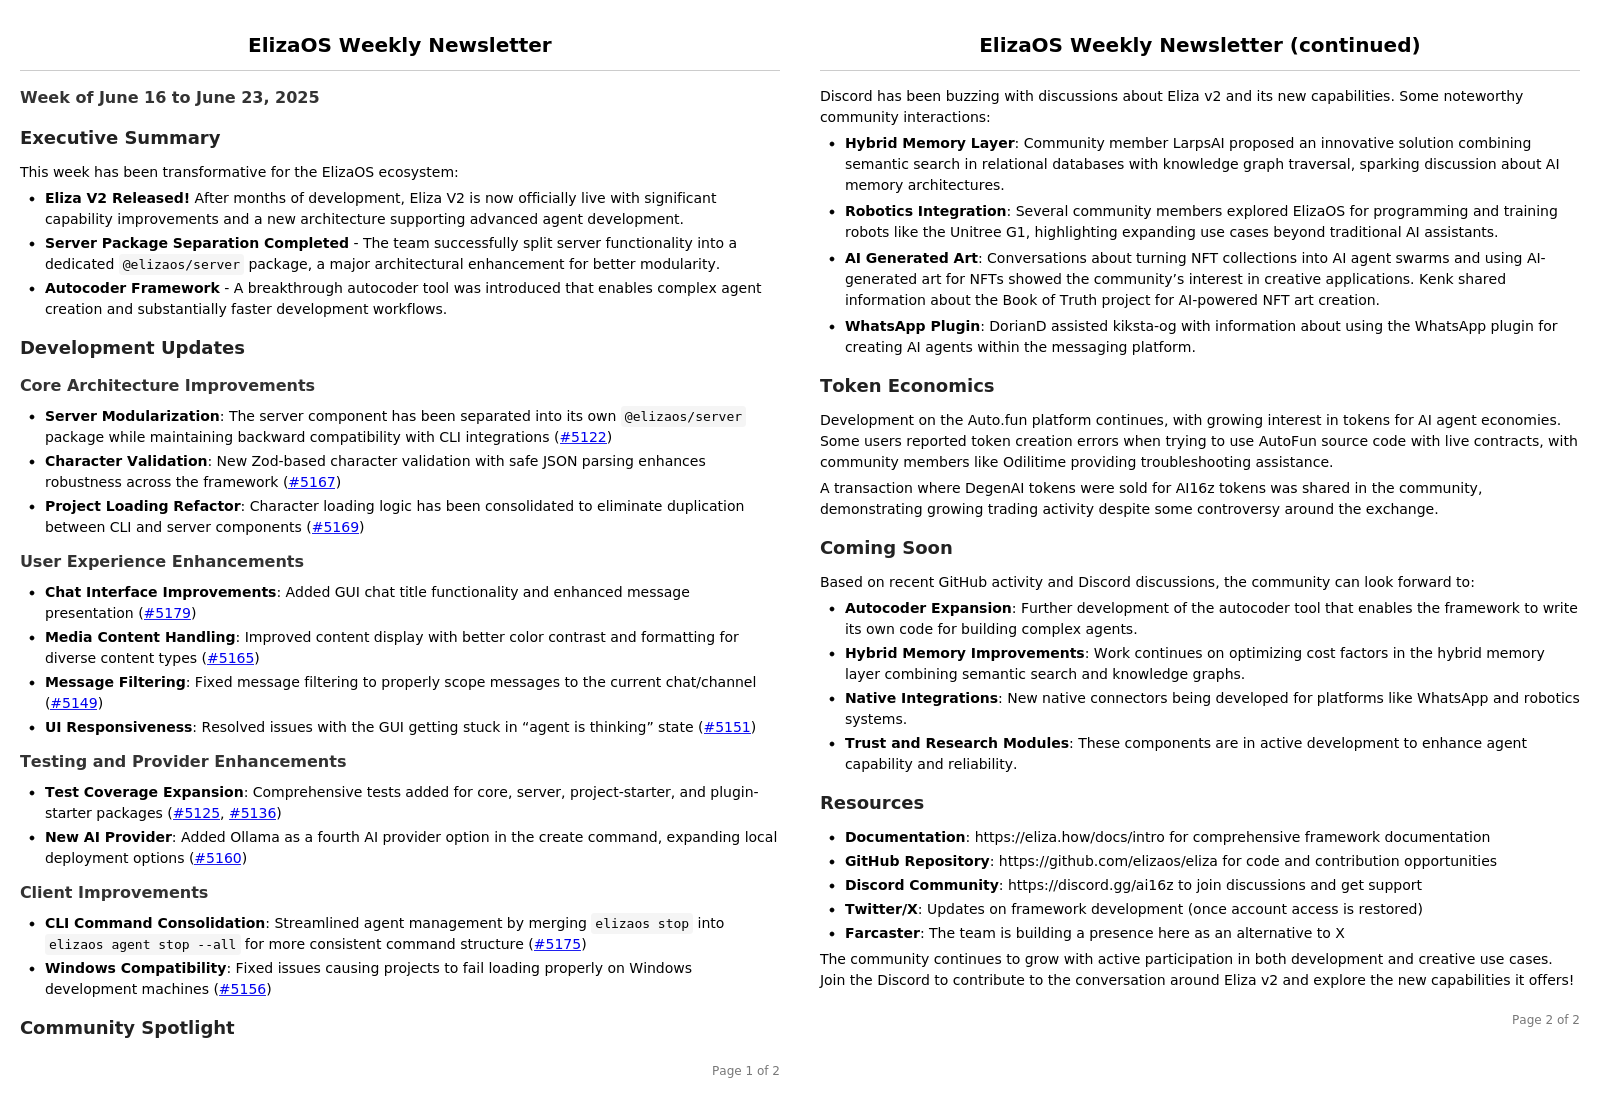 ElizaOS Weekly Newsletter
Week of June 16 to June 23, 2025
Executive Summary
This week has been transformative for the ElizaOS ecosystem:
• Eliza V2 Released! After months of development, Eliza V2 is now officially live with significant
capability improvements and a new architecture supporting advanced agent development.
• Server Package Separation Completed - The team successfully split server functionality into a
dedicated @elizaos/server package, a major architectural enhancement for better modularity.
• Autocoder Framework - A breakthrough autocoder tool was introduced that enables complex agent
creation and substantially faster development workflows.
Development Updates
Core Architecture Improvements
• Server Modularization: The server component has been separated into its own @elizaos/server
package while maintaining backward compatibility with CLI integrations (#5122)
• Character Validation: New Zod-based character validation with safe JSON parsing enhances
robustness across the framework (#5167)
• Project Loading Refactor: Character loading logic has been consolidated to eliminate duplication
between CLI and server components (#5169)
User Experience Enhancements
• Chat Interface Improvements: Added GUI chat title functionality and enhanced message
presentation (#5179)
• Media Content Handling: Improved content display with better color contrast and formatting for
diverse content types (#5165)
• Message Filtering: Fixed message filtering to properly scope messages to the current chat/channel
(#5149)
• UI Responsiveness: Resolved issues with the GUI getting stuck in “agent is thinking” state (#5151)
Testing and Provider Enhancements
• Test Coverage Expansion: Comprehensive tests added for core, server, project-starter, and plugin-
starter packages (#5125, #5136)
• New AI Provider: Added Ollama as a fourth AI provider option in the create command, expanding local
deployment options (#5160)
Client Improvements
• CLI Command Consolidation: Streamlined agent management by merging elizaos stop into
elizaos agent stop --all for more consistent command structure (#5175)
• Windows Compatibility: Fixed issues causing projects to fail loading properly on Windows
development machines (#5156)
Community Spotlight
Page 1 of 2
ElizaOS Weekly Newsletter (continued)
Discord has been buzzing with discussions about Eliza v2 and its new capabilities. Some noteworthy
community interactions:
• Hybrid Memory Layer: Community member LarpsAI proposed an innovative solution combining
semantic search in relational databases with knowledge graph traversal, sparking discussion about AI
memory architectures.
• Robotics Integration: Several community members explored ElizaOS for programming and training
robots like the Unitree G1, highlighting expanding use cases beyond traditional AI assistants.
• AI Generated Art: Conversations about turning NFT collections into AI agent swarms and using AI-
generated art for NFTs showed the community’s interest in creative applications. Kenk shared
information about the Book of Truth project for AI-powered NFT art creation.
• WhatsApp Plugin: DorianD assisted kiksta-og with information about using the WhatsApp plugin for
creating AI agents within the messaging platform.
Token Economics
Development on the Auto.fun platform continues, with growing interest in tokens for AI agent economies.
Some users reported token creation errors when trying to use AutoFun source code with live contracts, with
community members like Odilitime providing troubleshooting assistance.
A transaction where DegenAI tokens were sold for AI16z tokens was shared in the community,
demonstrating growing trading activity despite some controversy around the exchange.
Coming Soon
Based on recent GitHub activity and Discord discussions, the community can look forward to:
• Autocoder Expansion: Further development of the autocoder tool that enables the framework to write
its own code for building complex agents.
• Hybrid Memory Improvements: Work continues on optimizing cost factors in the hybrid memory
layer combining semantic search and knowledge graphs.
• Native Integrations: New native connectors being developed for platforms like WhatsApp and robotics
systems.
• Trust and Research Modules: These components are in active development to enhance agent
capability and reliability.
Resources
• Documentation: https://eliza.how/docs/intro for comprehensive framework documentation
• GitHub Repository: https://github.com/elizaos/eliza for code and contribution opportunities
• Discord Community: https://discord.gg/ai16z to join discussions and get support
• Twitter/X: Updates on framework development (once account access is restored)
• Farcaster: The team is building a presence here as an alternative to X
The community continues to grow with active participation in both development and creative use cases.
Join the Discord to contribute to the conversation around Eliza v2 and explore the new capabilities it offers!
Page 2 of 2